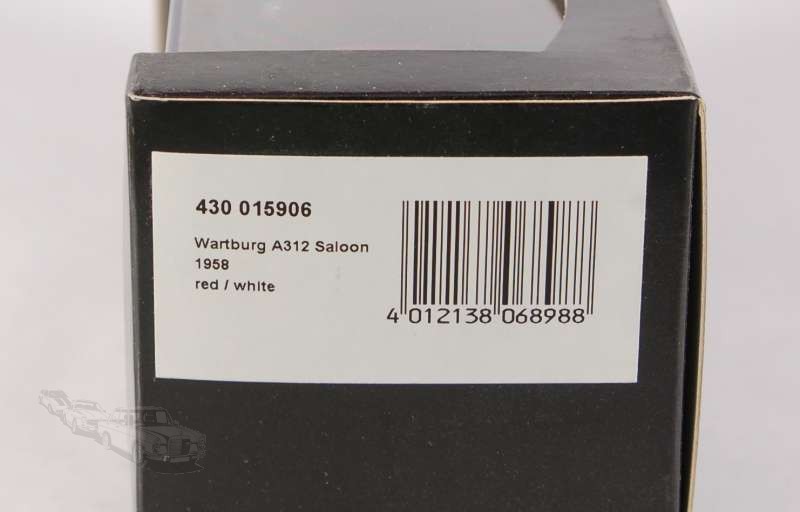 430 015906
Wartburg A312 Saloon
1958
red / white
4 012138 068988